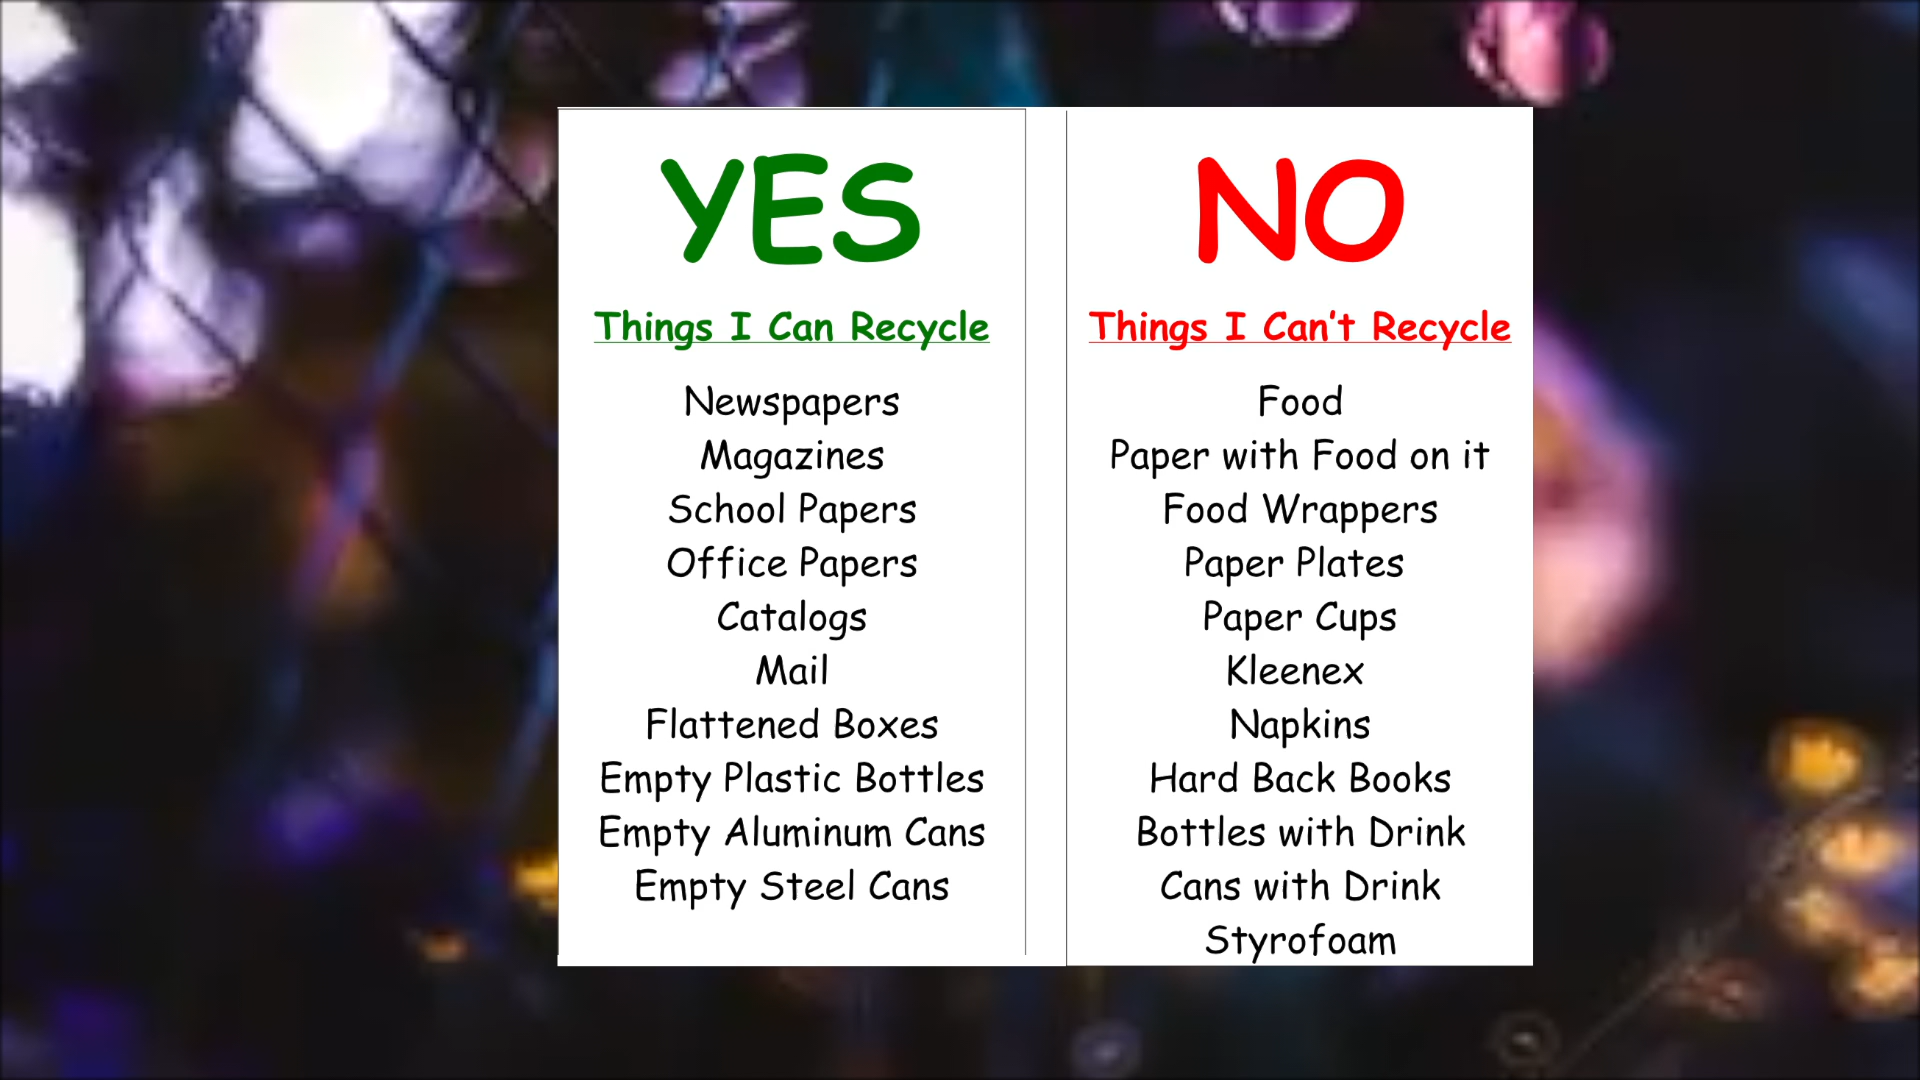 YES
Things I Can Recycle
Newspapers
Magazines
School Papers
Office Papers
Catalogs
Mail
Flattened Boxes
Empty Plastic Bottles
Empty Aluminum Cans
Empty Steel Cans
NO
Things I Can't Recycle
Food
Paper with Food on it
Food Wrappers
Paper Plates
Paper Cups
Kleenex
Napkins
Hard Back Books
Bottles with Drink
Cans with Drink
Styrofoam